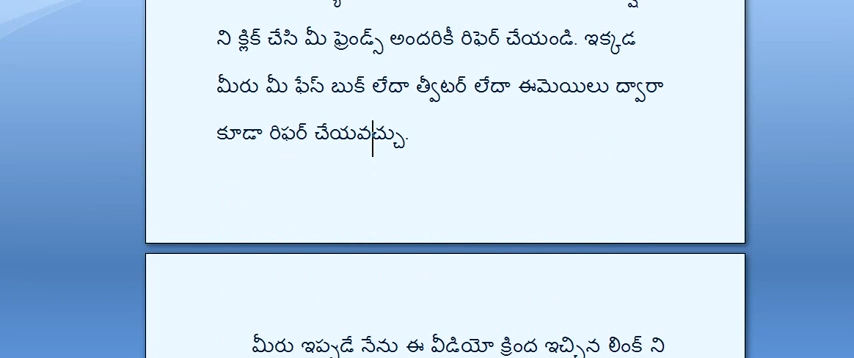 ని క్లిక్ చేసి మీ ఫ్రెండ్స్ అందరికీ రిఫెర్ చేయండి. ఇక్కడ
మీరు మీ ఫేస్ బుక్ లేదా త్వీటర్ లేదా ఈమెయిలు ద్వారా
కూడా రిఫర్ చేయవచ్చు.
మీరు ఇప్పుడే నేను ఈ వీడియో క్రింద ఇచ్చిన లింక్ ని